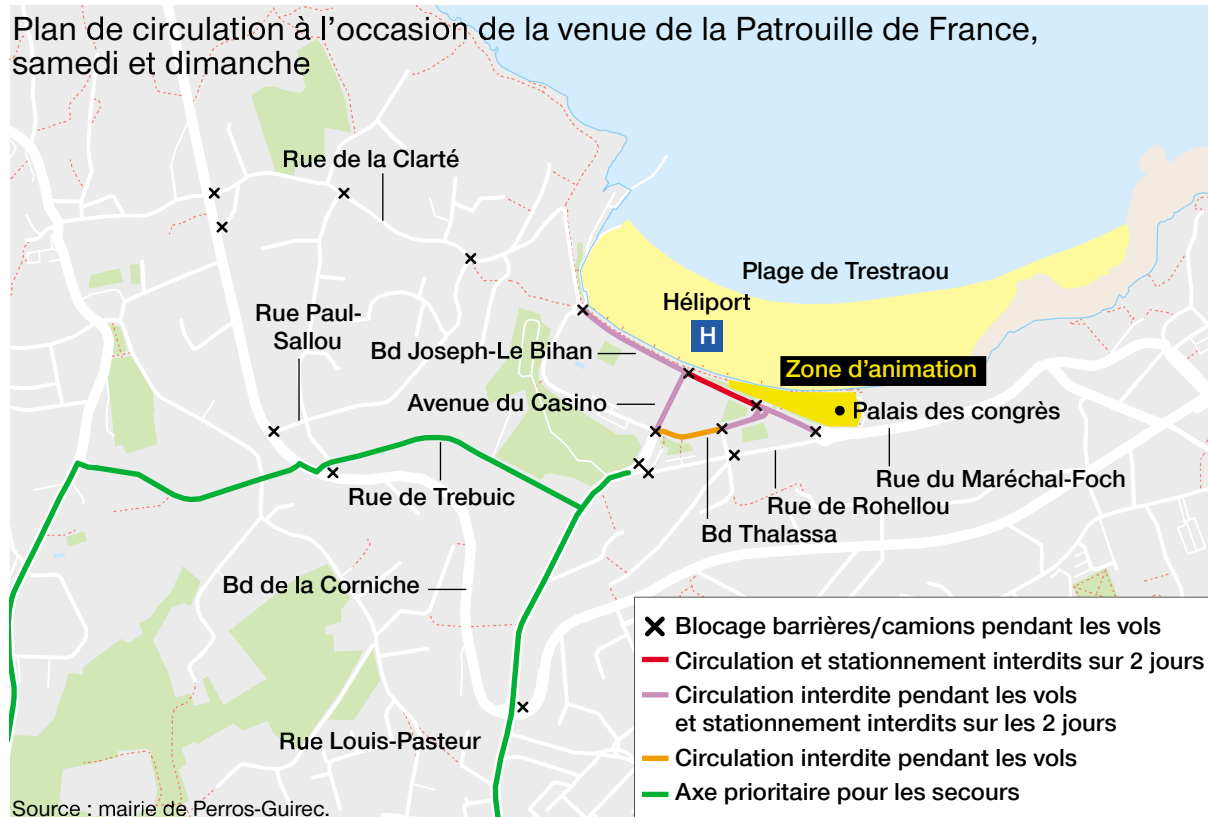 Plan de circulation à l'occasion de la venue de la Patrouille de France,
samedi et dimanche
Rue de la Clarté
Plage de Trestraou
Héliport
H
Rue Paul-
Sallou
Bd Joseph-Le Bihan
Zone d'animation
Avenue du Casino
Palais des congrès
Rue du Maréchal-Foch
Rue de Trebuic
Rue de Rohellou
Bd Thalassa
Bd de la Corniche
Rue Louis-Pasteur
Blocage barrières/camions pendant les vols
Circulation et stationnement interdits sur 2 jours
Circulation interdite pendant les vols
et stationnement interdits sur les 2 jours
Circulation interdite pendant les vols
Axe prioritaire pour les secours
Source : mairie de Perros-Guirec.